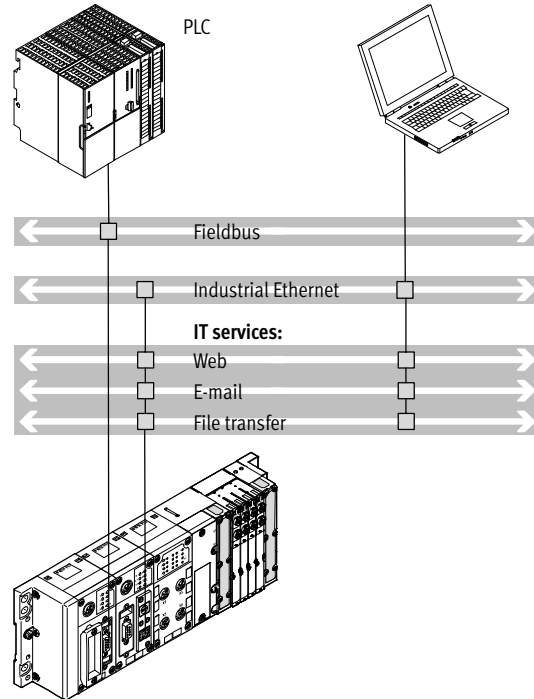 PLC
Fieldbus
Industrial Ethernet
IT services:
Web
E-mail
File transfer